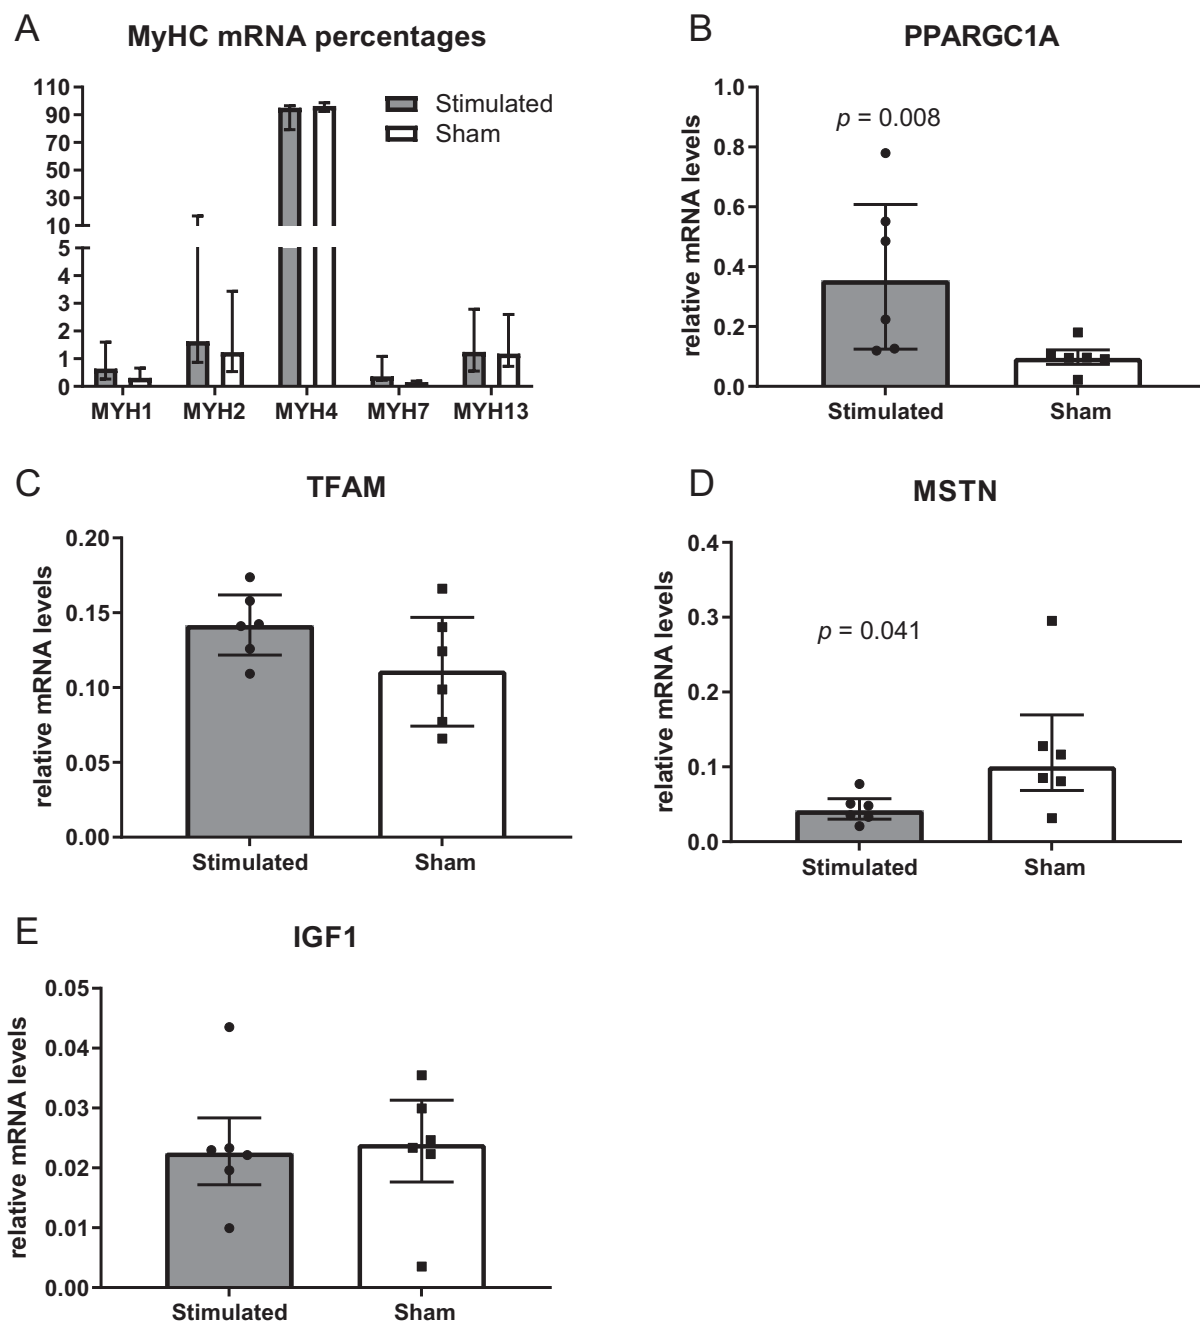 A
MyHC mRNA percentages
110
90
70
50
30
10
5
4
3
2
1
0
Stimulated
Sham
MYH1 MYH2 MYH4 MYH7 MYH13
B
PPARGC1A
relative mRNA levels
1.0
0.8
0.6
0.4
0.2
0.0
p = 0.008
Stimulated Sham
C
TFAM
relative mRNA levels
0.20
0.15
0.10
0.05
0.00
Stimulated Sham
D
MSTN
relative mRNA levels
0.4
0.3
0.2
0.1
0.0
p = 0.041
Stimulated Sham
E
IGF1
relative mRNA levels
0.05
0.04
0.03
0.02
0.01
0.00
Stimulated Sham